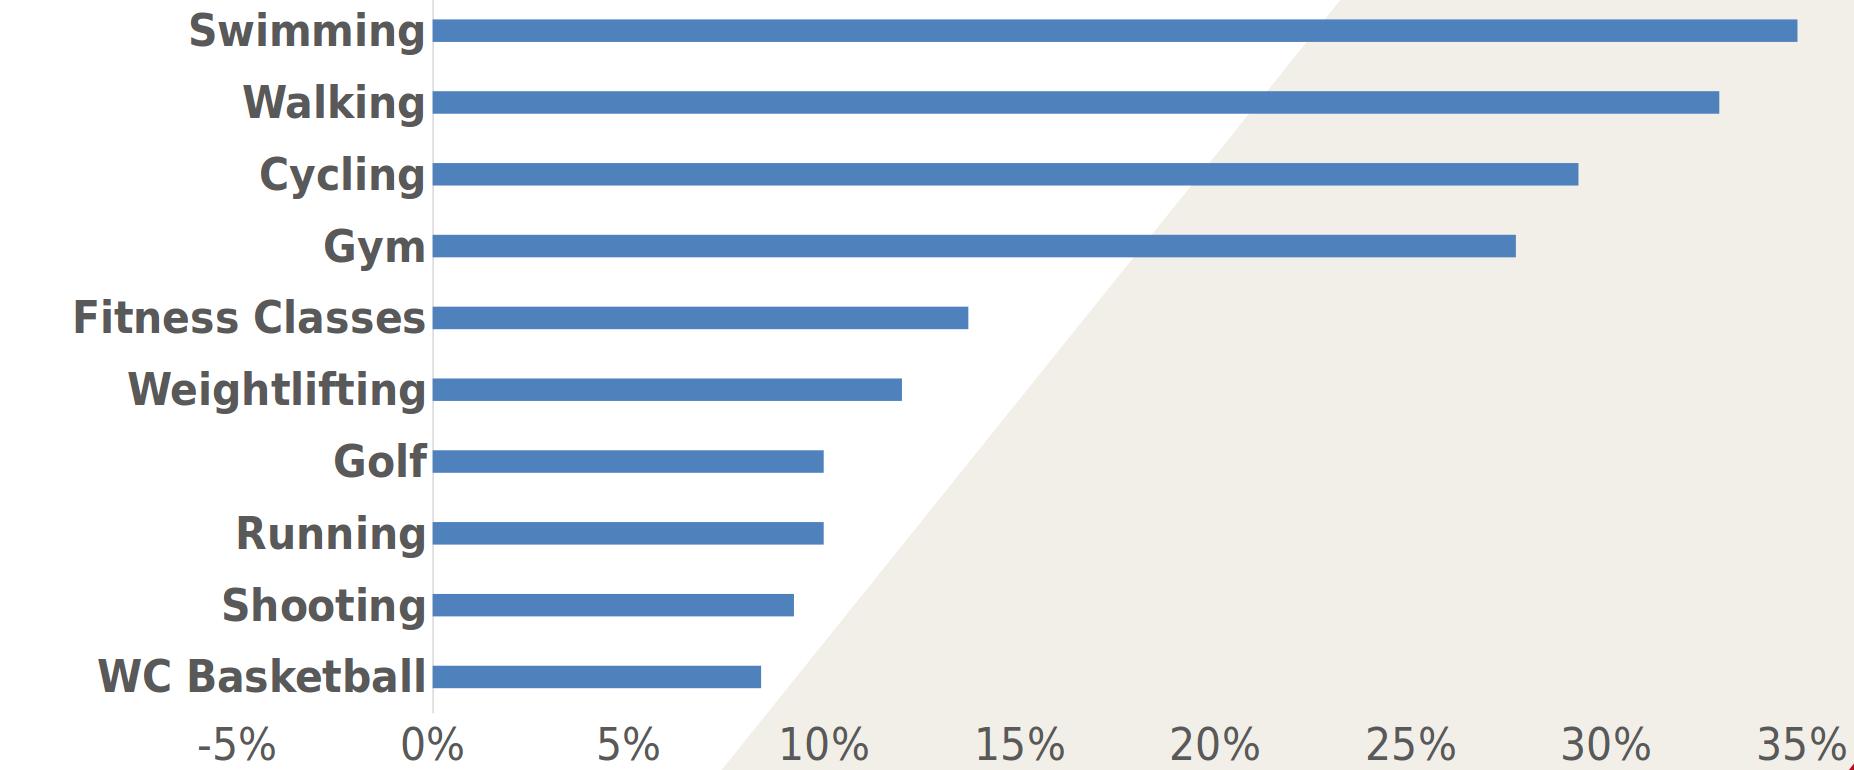 Swimming
Walking
Cycling
Gym
Fitness Classes
Weightlifting
Golf
Running
Shooting
WC Basketball
-5% 0% 5% 10% 15% 20% 25% 30% 35%